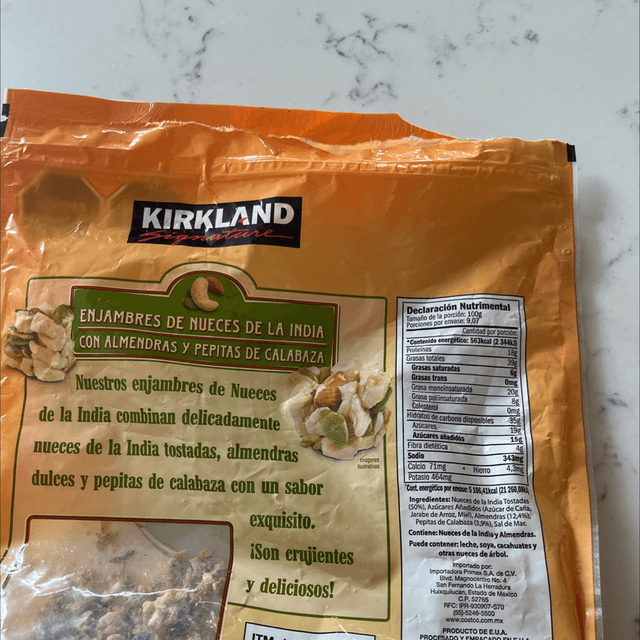 KIRKLAND
Signature
ENJAMBRES DE NUECES DE LA INDIA
CON ALMENDRAS Y PEPITAS DE CALABAZA
Nuestros enjambres de Nueces
de la India combinan delicadamente
nueces de la India tostadas, almendras
dulces y pepitas de calabaza con un sabor
exquisito.
¡Son crujientes
y deliciosos!
Imágenes
ilustrativas
Declaración Nutrimental
Tamaño de la porción: 100g
Porciones por envase: 9,07
Cantidad por porción:
*Contenido energético: 563kcal (2 344kJ)
Proteínas 18g
Grasas totales
Grasas saturadas 6g
Grasas trans 0mg
Grasa monoinsaturada 20g
Grasa poliinsaturada 8g
Colesterol 0mg
Hidratos de carbono disponibles 35g
Azúcares 19g
Azúcares añadidos 15g
Fibra dietética 4g
Sodio 343mg
Calcio 71mg • Hierro 4,3mg
Potasio 464mg
*Cont. energético por envase: 5 106,41kcal (21 260,08kJ)
Ingredientes: Nueces de la India Tostadas
(50%), Azúcares Añadidos (Azúcar de Caña,
Jarabe de Arroz, Miel), Almendras (12,4%),
Pepitas de Calabaza (3,9%), Sal de Mar.
Contiene: Nueces de la India y Almendras.
Puede contener: leche, soya, cacahuates y
otras nueces de árbol.
Importado por:
Importadora Primex S.A. de C.V.
Blvd. Magnocentro No. 4
San Fernando La Herradura
Huixquilucan, Estado de México
C.P. 52765
RFC: IPR-930907-S70
(55)-5246-5500
www.costco.com.mx
PRODUCTO DE E.U.A.
PROCESADO Y EMPACADO EN E.U.A.